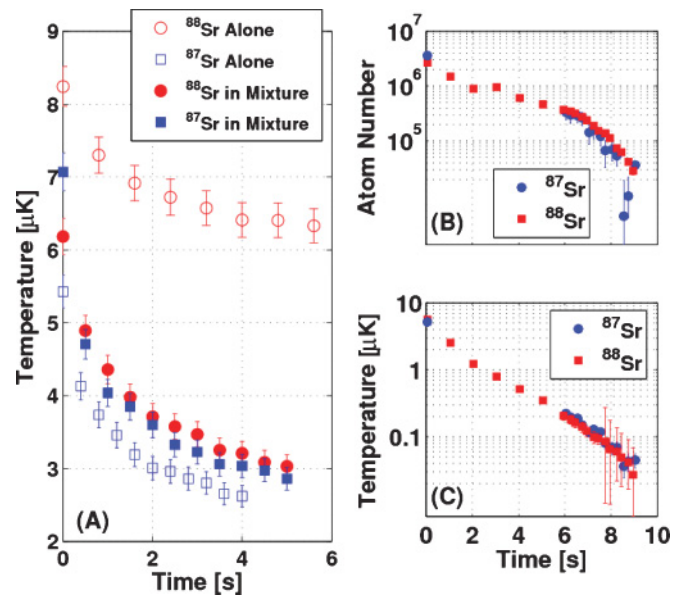 9
8
7
6
5
4
3
2
Temperature [μK]
⁸⁸Sr Alone
⁸⁷Sr Alone
⁸⁸Sr in Mixture
⁸⁷Sr in Mixture
(A)
0 2 4 6
Time [s]
10⁷
10⁶
10⁵
Atom Number
⁸⁷Sr
⁸⁸Sr
(B)
10
1
0.1
Temperature [μK]
⁸⁷Sr
⁸⁸Sr
(C)
0 2 4 6 8 10
Time [s]